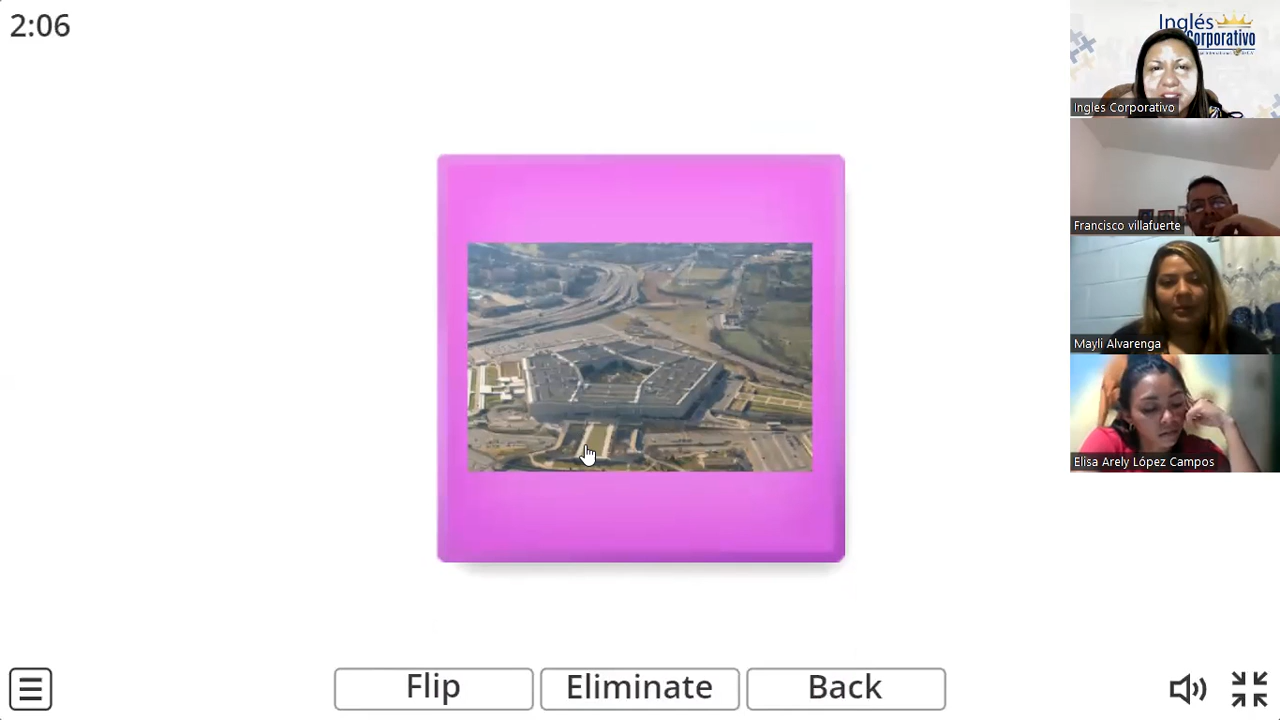 2:06
Inglés
Corporativo
Ingles Corporativo
Francisco villafuerte
Mayli Alvarenga
Elisa Arely López Campos
Flip
Eliminate
Back